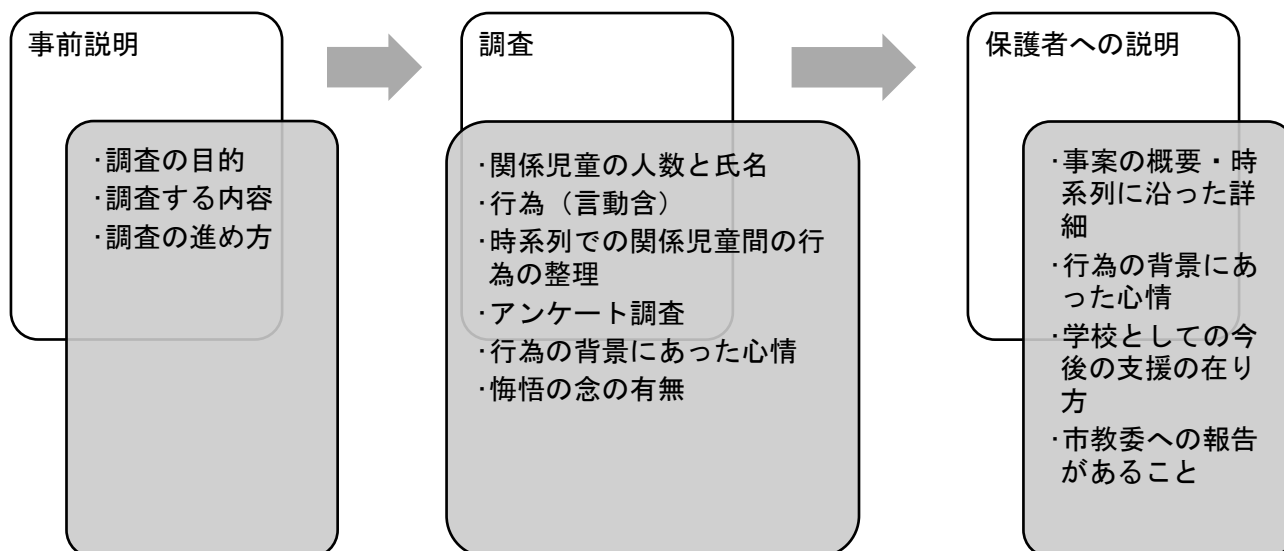 事前説明
・調査の目的
・調査する内容
・調査の進め方
調査
・関係児童の人数と氏名
・行為（言動含）
・時系列での関係児童間の行
為の整理
・アンケート調査
・行為の背景にあった心情
・悔悟の念の有無
保護者への説明
・事案の概要・時
系列に沿った詳
細
・行為の背景にあ
った心情
・学校としての今
後の支援の在り
方
・市教委への報告
があること